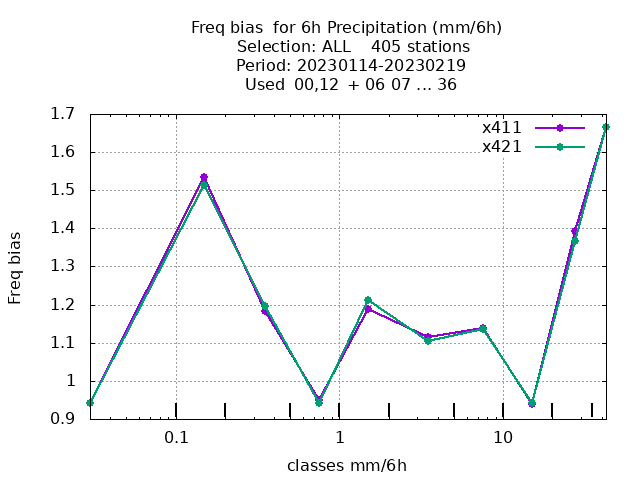 Freq bias  for 6h Precipitation (mm/6h)
Selection: ALL    405 stations
Period: 20230114-20230219
Used  00,12  + 06 07 ... 36
x411
x421
1.7
1.6
1.5
1.4
1.3
1.2
1.1
1
0.9
Freq bias
0.1 1 10
classes mm/6h